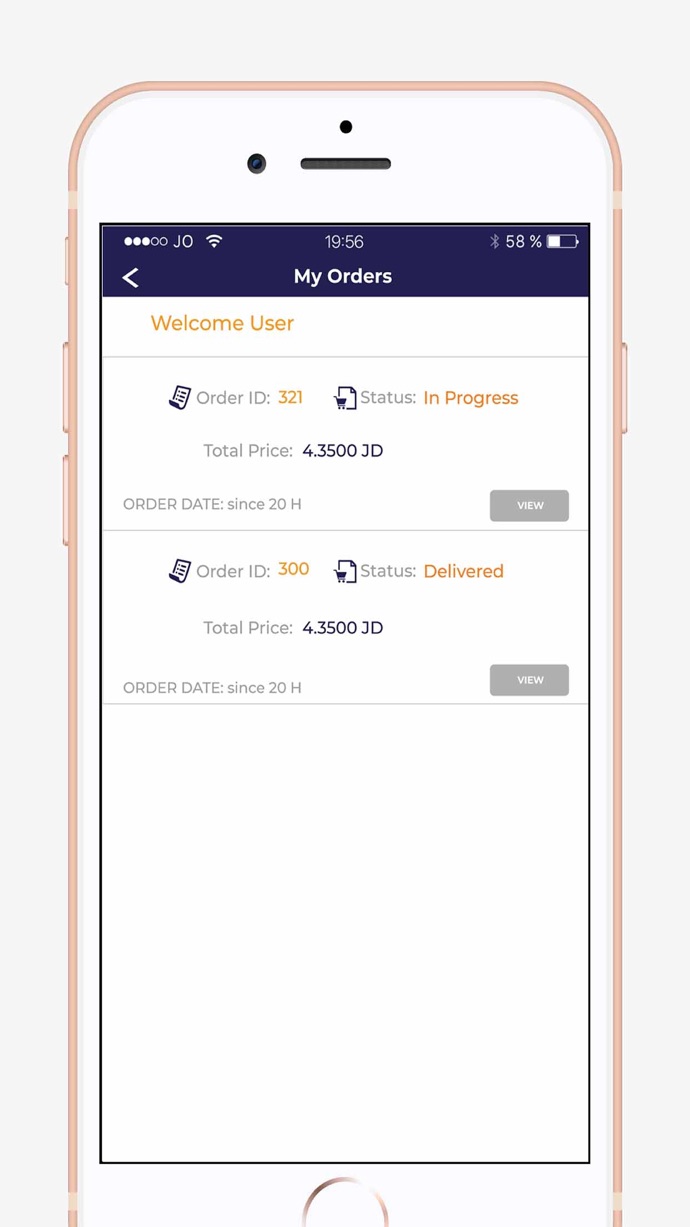 JO 19:56 58 %
My Orders
Welcome User
Order ID: 321 Status: In Progress
Total Price: 4.3500 JD
ORDER DATE: since 20 H VIEW
Order ID: 300 Status: Delivered
Total Price: 4.3500 JD
ORDER DATE: since 20 H VIEW